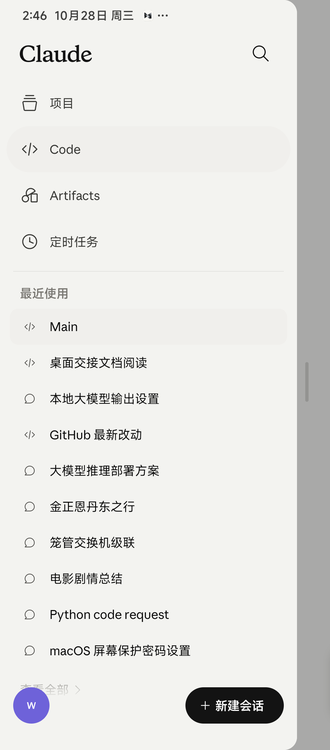 2:46 10月28日 周三 ···
Claude
项目
Code
Artifacts
定时任务
最近使用
Main
桌面交接文档阅读
本地大模型输出设置
GitHub 最新改动
大模型推理部署方案
金正恩丹东之行
笼管交换机级联
电影剧情总结
Python code request
macOS 屏幕保护密码设置
查看全部
W
+ 新建会话